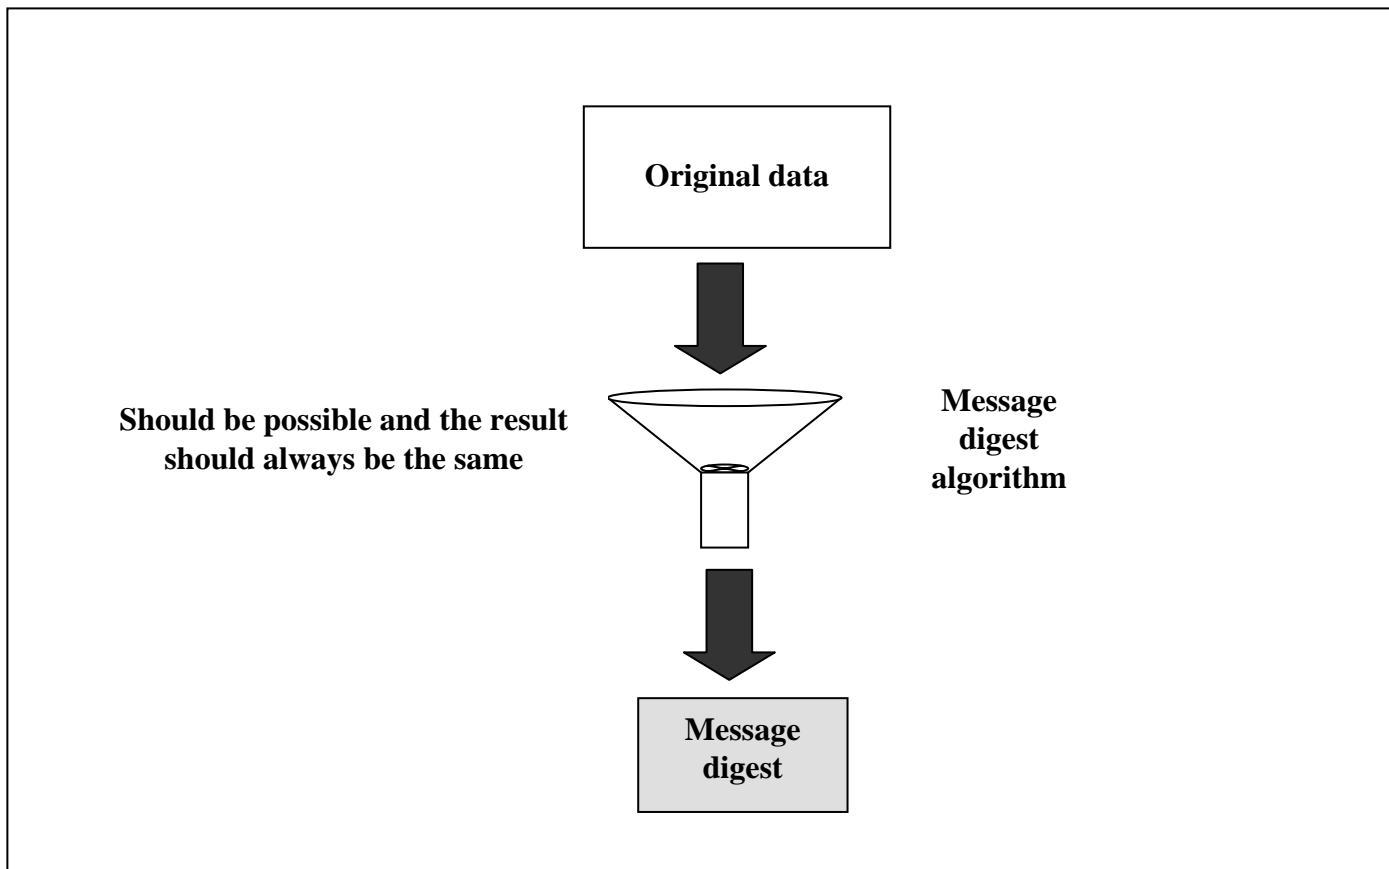 Original data
Should be possible and the result
should always be the same
Message
digest
algorithm
Message
digest